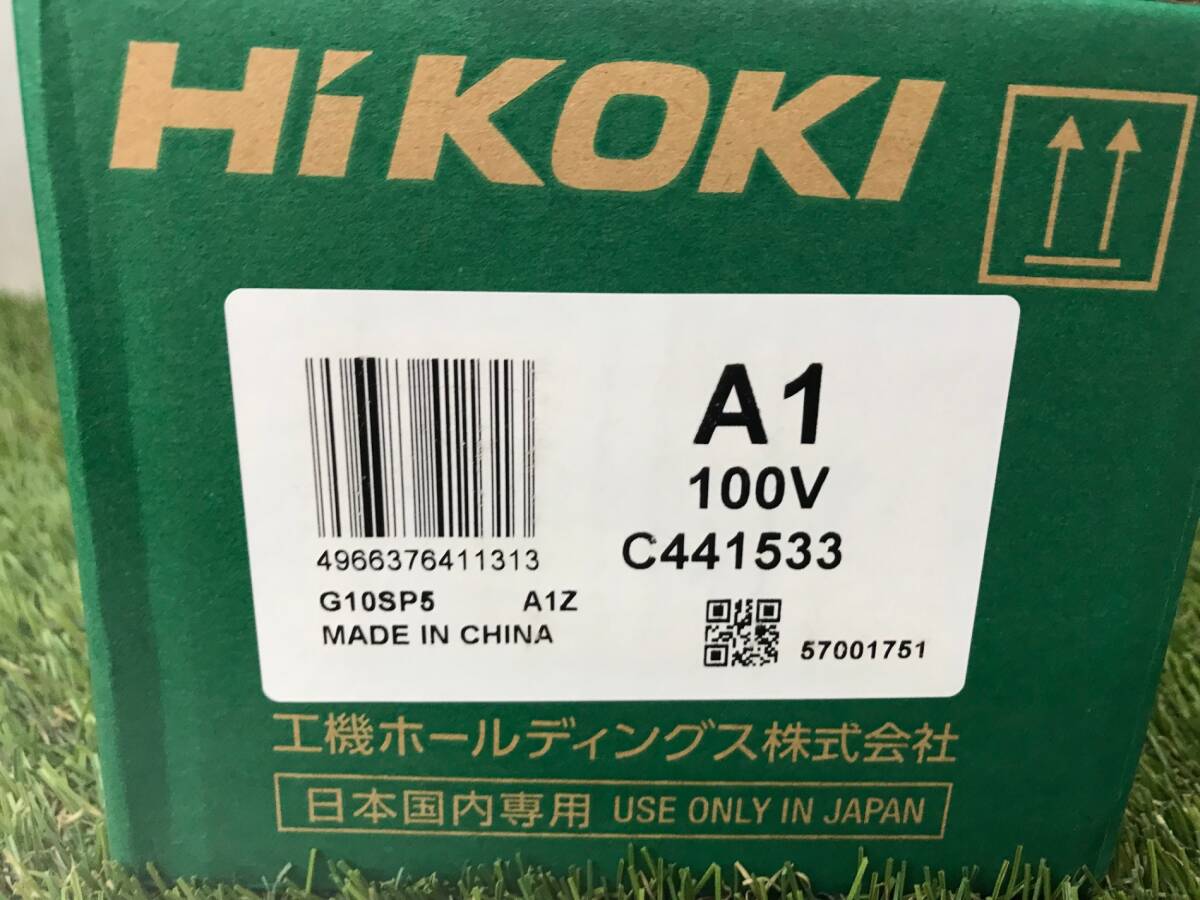 HiKOKI
A1
100V
4966376411313
C441533
G10SP5 A1Z
MADE IN CHINA
57001751
工機ホールディングス株式会社
日本国内専用 USE ONLY IN JAPAN